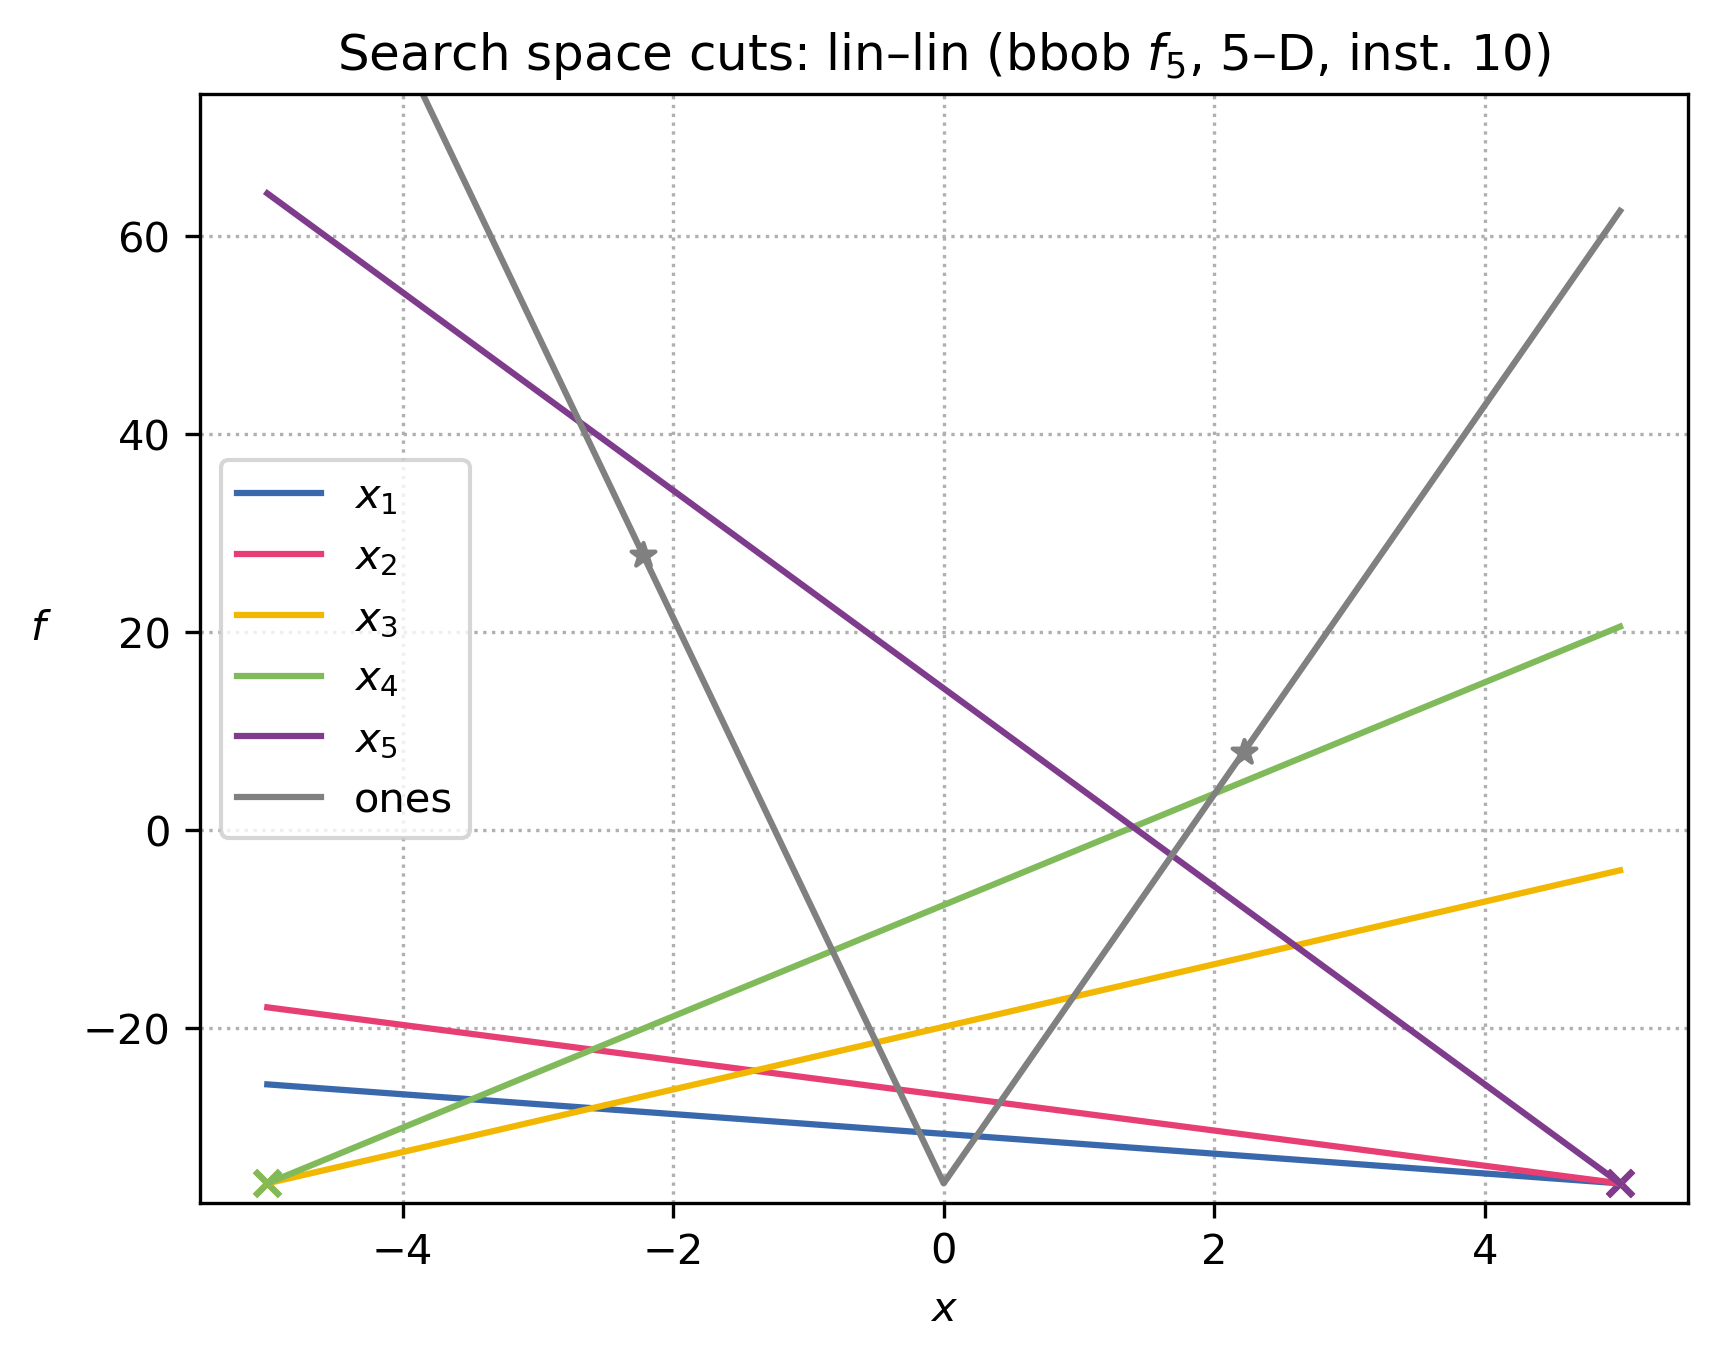 Search space cuts: lin–lin (bbob f₅, 5–D, inst. 10)
60
40
20
0
−20
f
x₁
x₂
x₃
x₄
x₅
ones
−4 −2 0 2 4
x